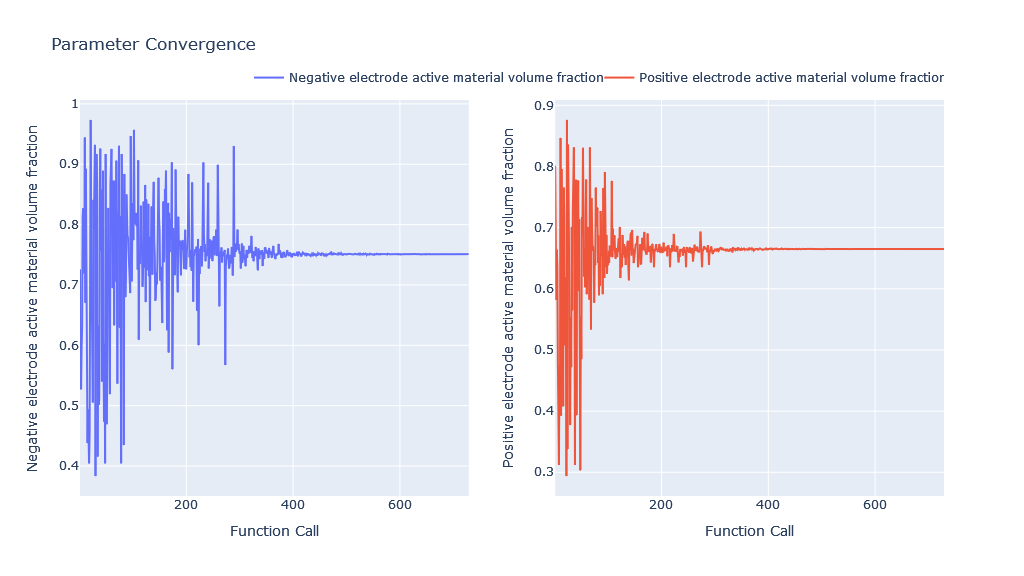 Parameter Convergence
Negative electrode active material volume fraction
Positive electrode active material volume fraction
Negative electrode active material volume fraction
1
0.9
0.8
0.7
0.6
0.5
0.4
200
400
600
Function Call
Positive electrode active material volume fraction
0.9
0.8
0.7
0.6
0.5
0.4
0.3
200
400
600
Function Call